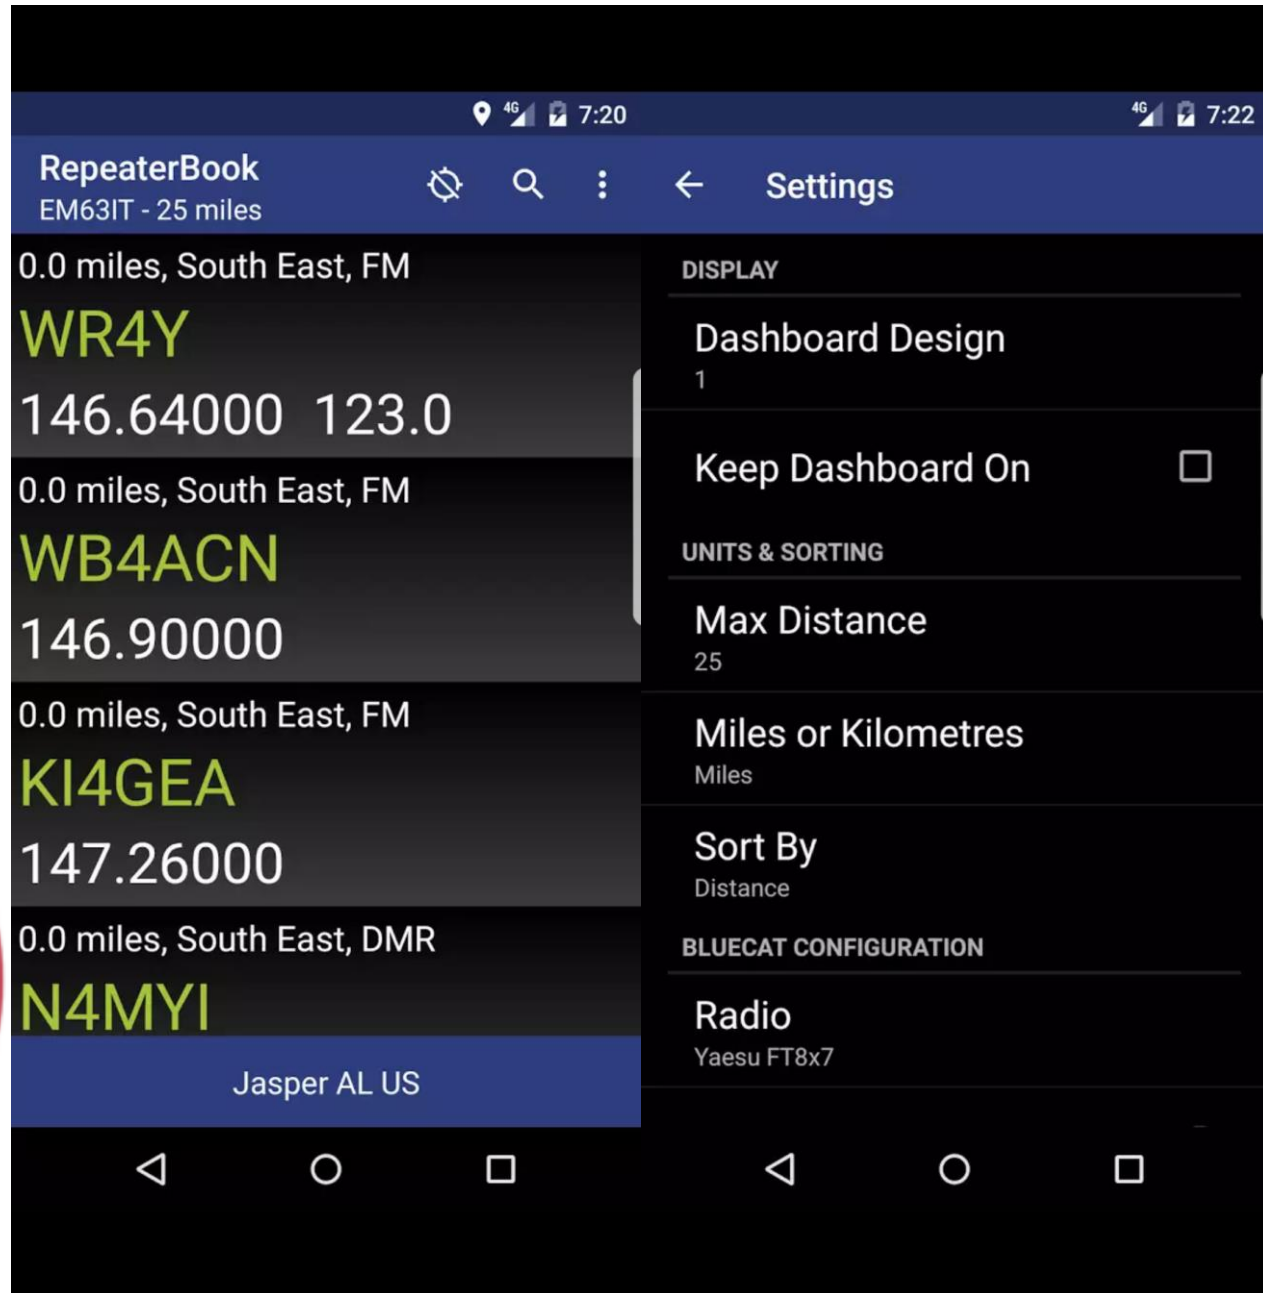 4G 7:20
RepeaterBook
EM63IT - 25 miles
0.0 miles, South East, FM
WR4Y
146.64000 123.0
0.0 miles, South East, FM
WB4ACN
146.90000
0.0 miles, South East, FM
KI4GEA
147.26000
0.0 miles, South East, DMR
N4MYI
Jasper AL US
4G 7:22
Settings
DISPLAY
Dashboard Design
1
Keep Dashboard On
UNITS & SORTING
Max Distance
25
Miles or Kilometres
Miles
Sort By
Distance
BLUECAT CONFIGURATION
Radio
Yaesu FT8x7